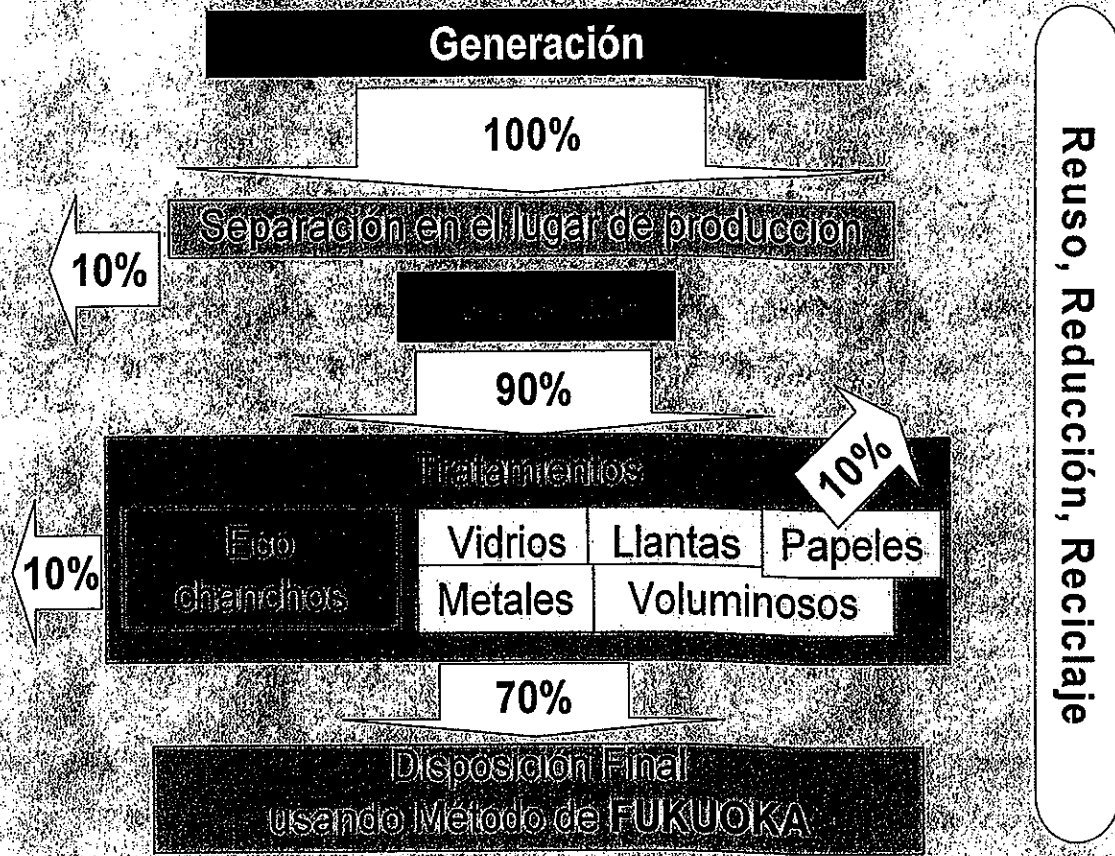 Generación
100%
Separación en el lugar de producción
10%
90%
10%
Tratamientos
Eco
chanchos
Vidrios
Llantas
Papeles
Metales
Voluminosos
10%
70%
Disposición Final
usando Método de FUKUOKA
Reuso, Reducción, Reciclaje